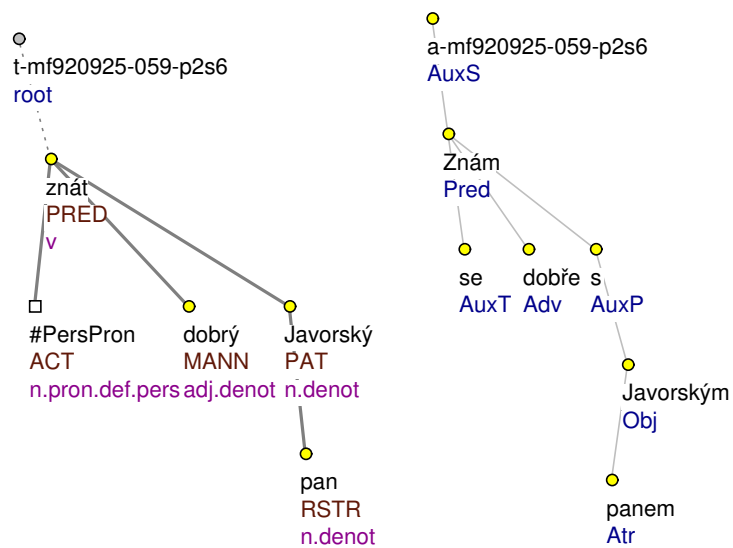 t-mf920925-059-p2s6
root
znát
PRED
v
#PersPron
ACT
n.pron.def.pers
dobrý
MANN
adj.denot
Javorský
PAT
n.denot
pan
RSTR
n.denot
a-mf920925-059-p2s6
AuxS
Znám
Pred
se
AuxT
dobře
Adv
s
AuxP
Javorským
Obj
panem
Atr